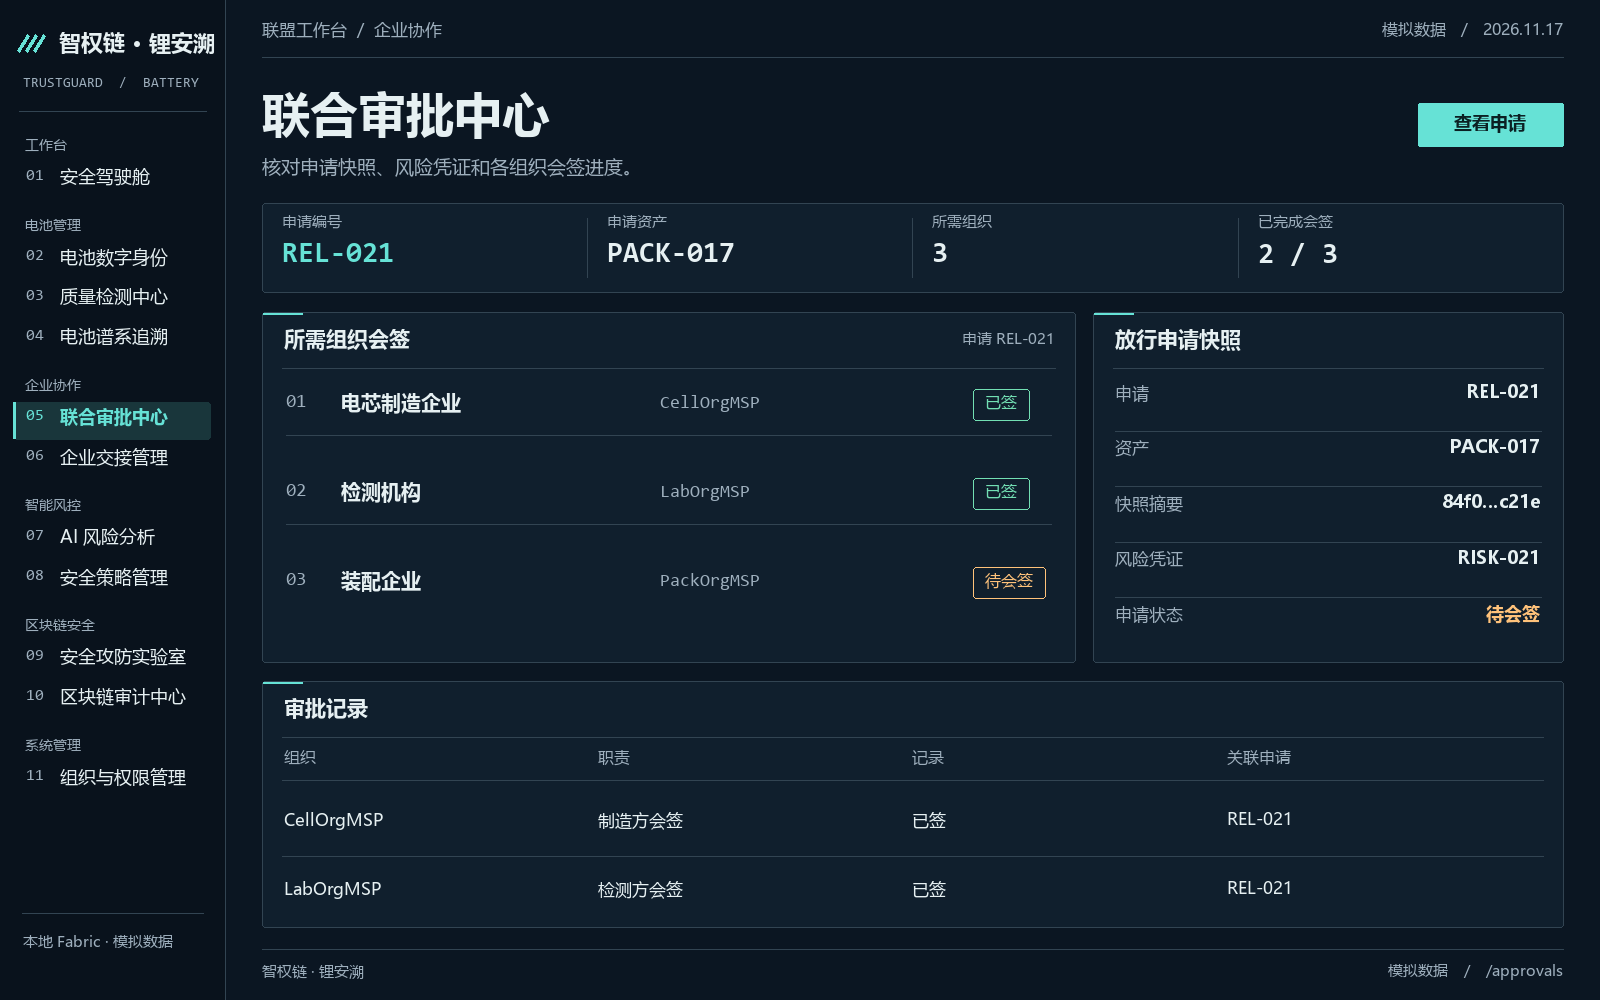 智权链·锂安溯
TRUSTGUARD / BATTERY
工作台
01 安全驾驶舱
电池管理
02 电池数字身份
03 质量检测中心
04 电池谱系追溯
企业协作
05 联合审批中心
06 企业交接管理
智能风控
07 AI 风险分析
08 安全策略管理
区块链安全
09 安全攻防实验室
10 区块链审计中心
系统管理
11 组织与权限管理
本地 Fabric · 模拟数据
联盟工作台 / 企业协作
模拟数据 / 2026.11.17
联合审批中心
查看申请
核对申请快照、风险凭证和各组织会签进度。
申请编号
REL-021
申请资产
PACK-017
所需组织
3
已完成会签
2 / 3
所需组织会签
申请 REL-021
01 电芯制造企业 CellOrgMSP 已签
02 检测机构 LabOrgMSP 已签
03 装配企业 PackOrgMSP 待会签
放行申请快照
申请 REL-021
资产 PACK-017
快照摘要 84f0...c21e
风险凭证 RISK-021
申请状态 待会签
审批记录
组织 职责 记录 关联申请
CellOrgMSP 制造方会签 已签 REL-021
LabOrgMSP 检测方会签 已签 REL-021
智权链 · 锂安溯
模拟数据 / /approvals